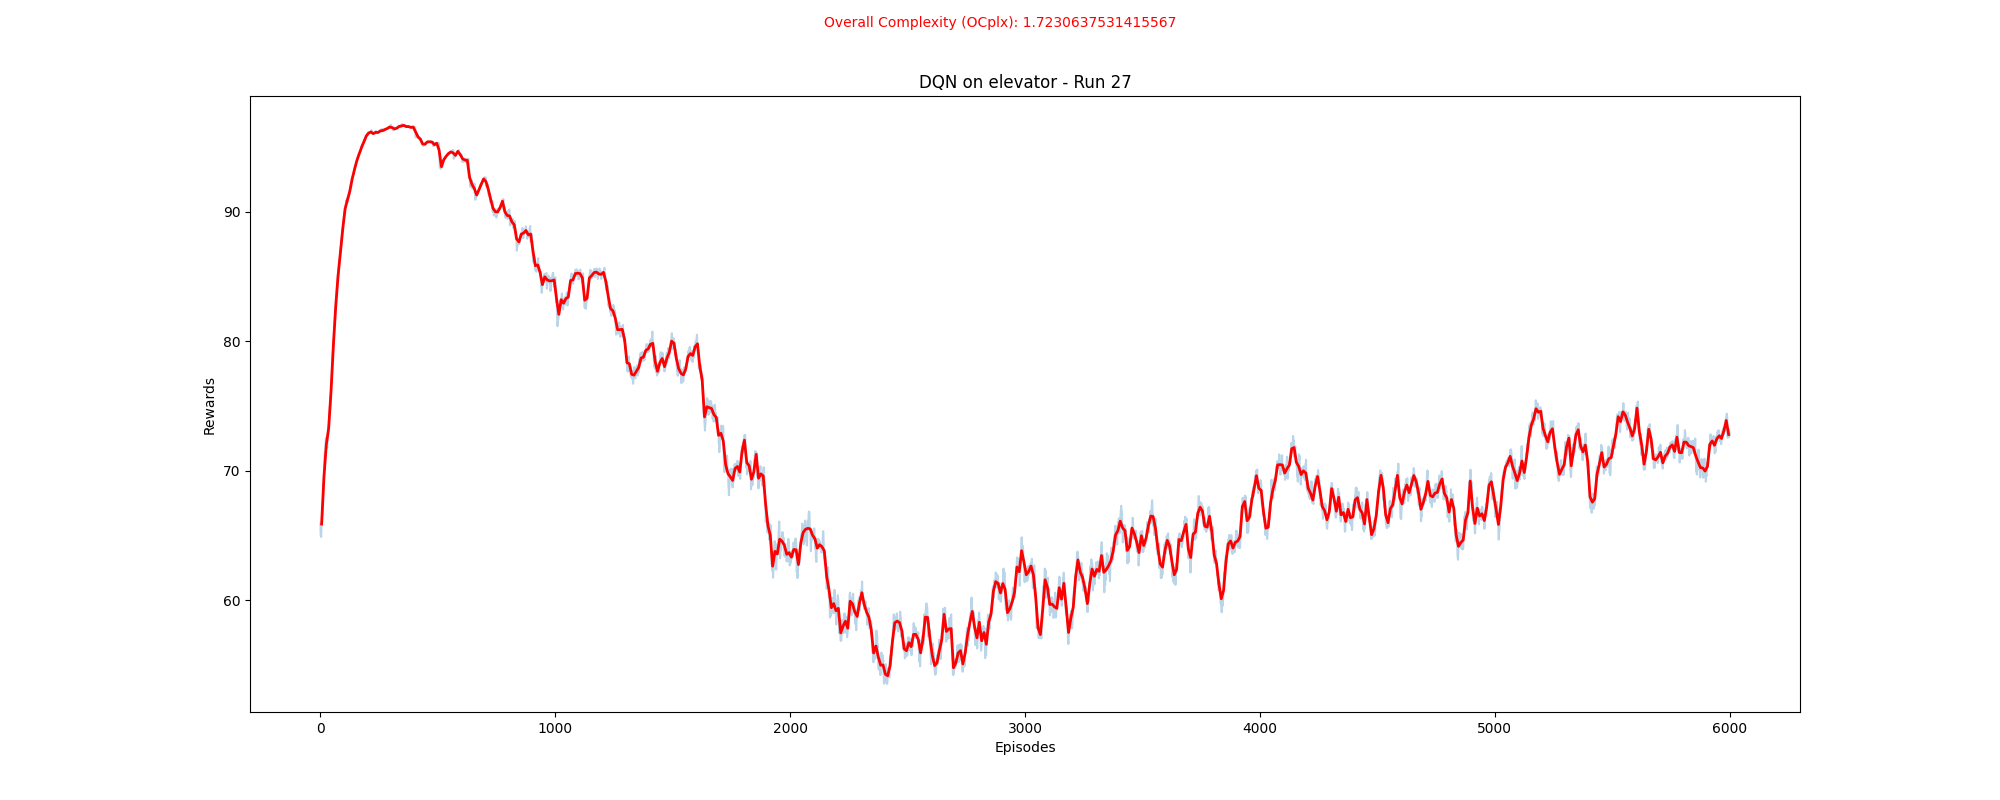 Overall Complexity (OCplx): 1.7230637531415567
DQN on elevator - Run 27
Rewards
90
80
70
60
0 1000 2000 3000 4000 5000 6000
Episodes